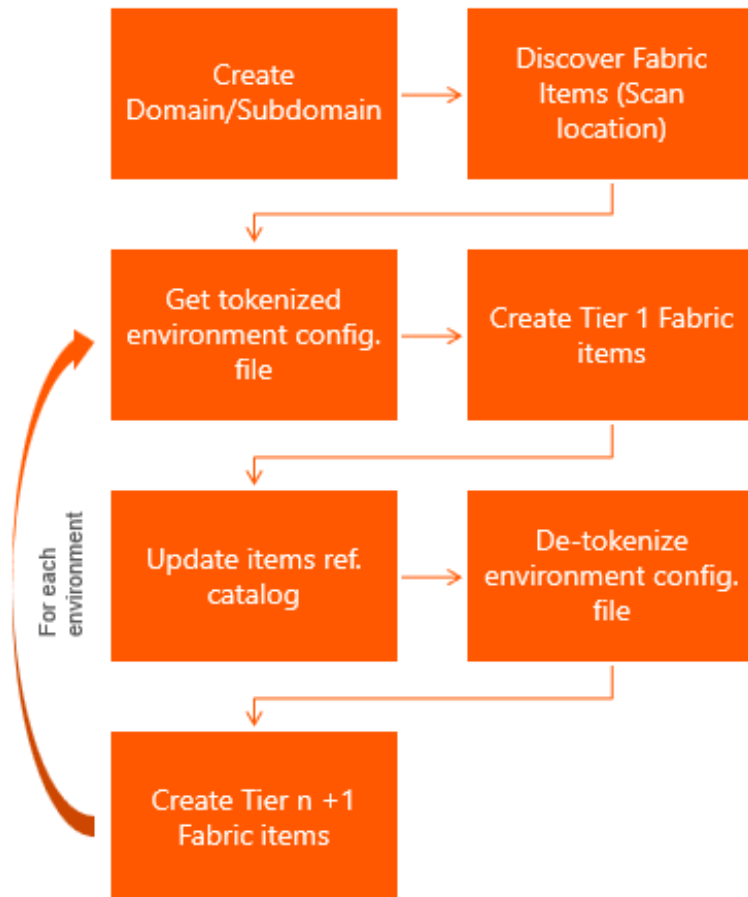 Create
Domain/Subdomain
Discover Fabric
Items (Scan
location)
Get tokenized
environment config.
file
Create Tier 1 Fabric
items
Update items ref.
catalog
De-tokenize
environment config.
file
Create Tier n +1
Fabric items
For each
environment